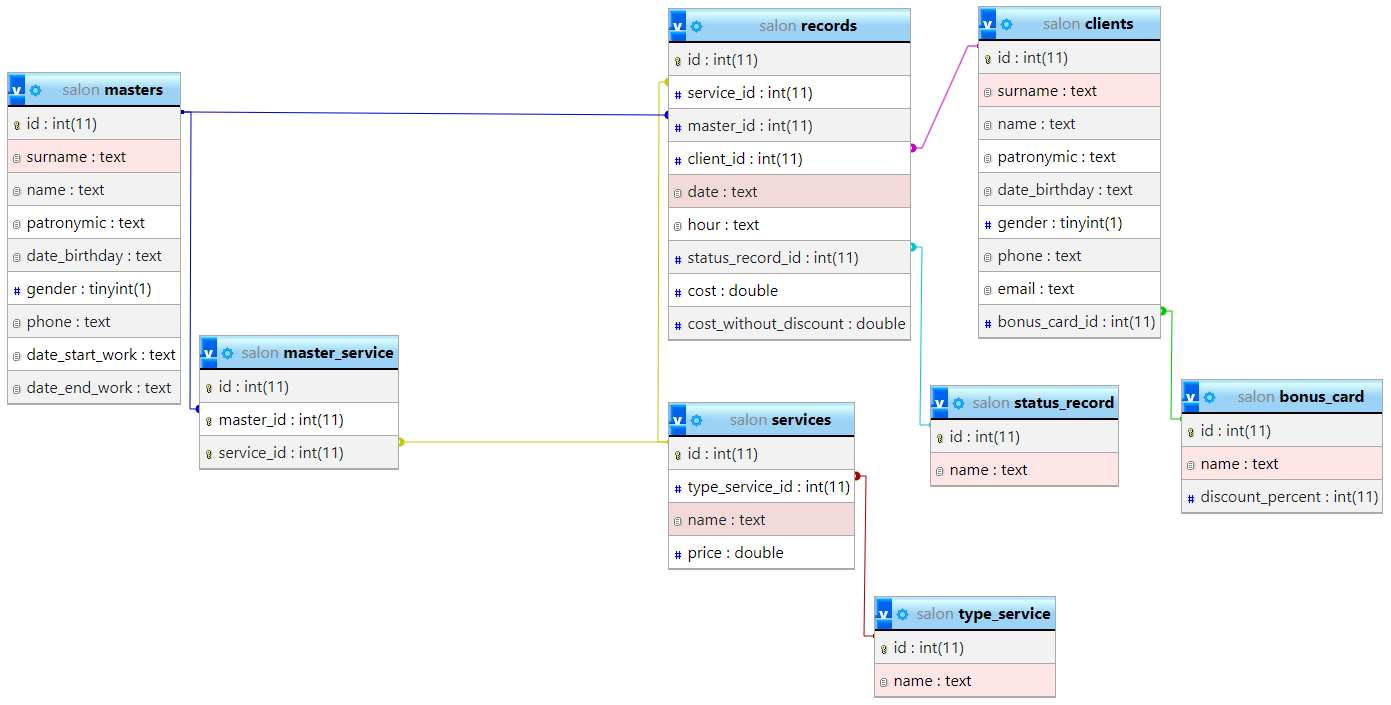 v salon masters
id : int(11)
surname : text
name : text
patronymic : text
date_birthday : text
# gender : tinyint(1)
phone : text
date_start_work : text
date_end_work : text
v salon master_service
id : int(11)
master_id : int(11)
service_id : int(11)
v salon records
id : int(11)
# service_id : int(11)
# master_id : int(11)
# client_id : int(11)
date : text
hour : text
# status_record_id : int(11)
# cost : double
# cost_without_discount : double
v salon services
id : int(11)
# type_service_id : int(11)
name : text
# price : double
v salon clients
id : int(11)
surname : text
name : text
patronymic : text
date_birthday : text
# gender : tinyint(1)
phone : text
email : text
# bonus_card_id : int(11)
v salon status_record
id : int(11)
name : text
v salon bonus_card
id : int(11)
name : text
# discount_percent : int(11)
v salon type_service
id : int(11)
name : text